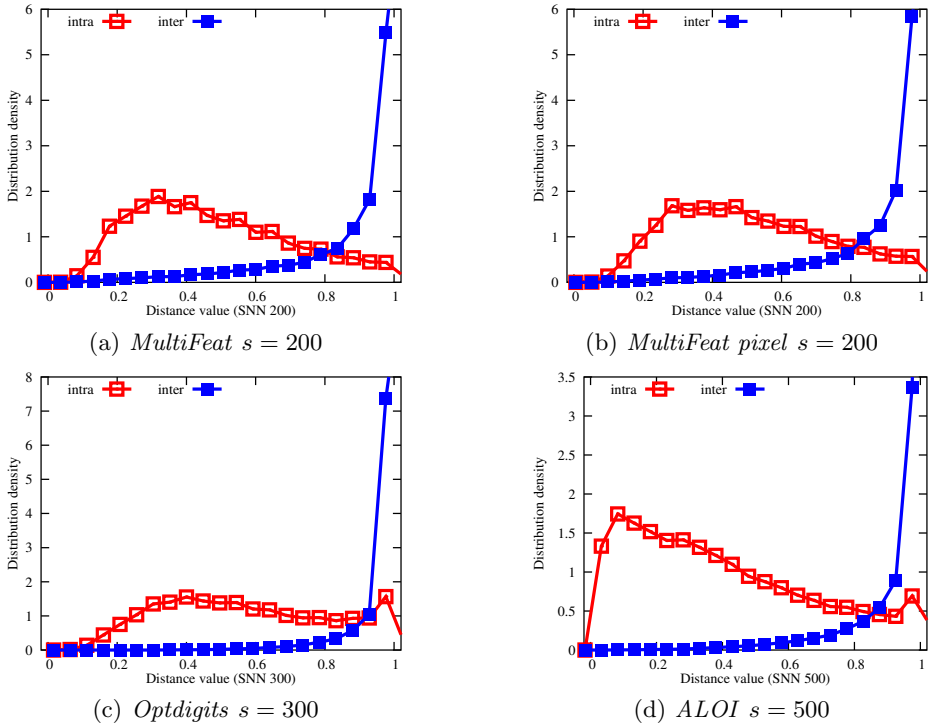 intra inter
6
5
4
3
2
1
0
Distribution density
0 0.2 0.4 0.6 0.8 1
Distance value (SNN 200)
(a) MultiFeat s = 200
intra inter
6
5
4
3
2
1
0
Distribution density
0 0.2 0.4 0.6 0.8 1
Distance value (SNN 200)
(b) MultiFeat pixel s = 200
intra inter
8
7
6
5
4
3
2
1
0
Distribution density
0 0.2 0.4 0.6 0.8 1
Distance value (SNN 300)
(c) Optdigits s = 300
intra inter
3.5
3
2.5
2
1.5
1
0.5
0
Distribution density
0 0.2 0.4 0.6 0.8 1
Distance value (SNN 500)
(d) ALOI s = 500